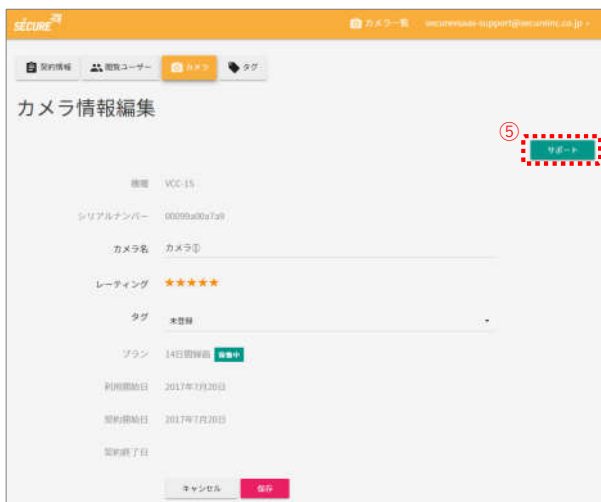 SECURE
カメラ一覧 securevsaas-support@secureinc.co.jp
契約情報 閲覧ユーザー カメラ タグ
カメラ情報編集
⑤
サポート
機種 VCC-15
シリアルナンバー 00099a00a7a9
カメラ名 カメラ①
レーティング ★★★★★
タグ 未登録
プラン 14日間録画 稼働中
利用開始日 2017年7月20日
契約開始日 2017年7月20日
契約終了日
キャンセル 保存